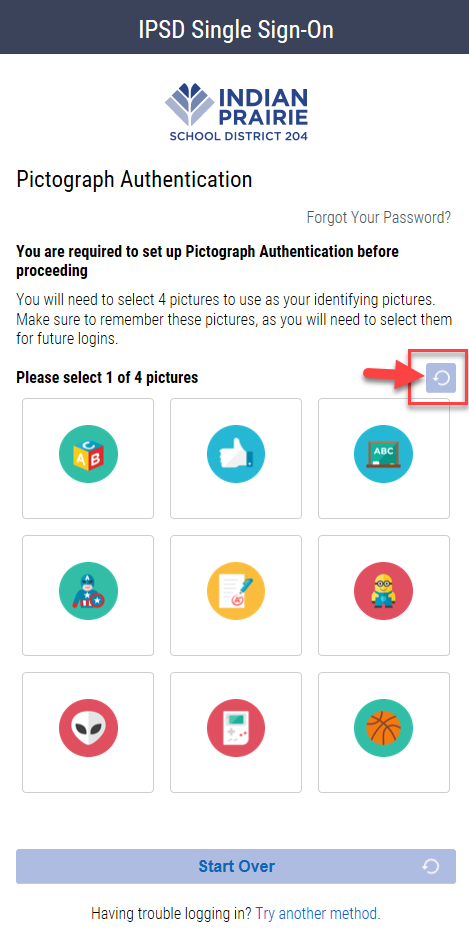 IPSD Single Sign-On
INDIAN
PRAIRIE
SCHOOL DISTRICT 204
Pictograph Authentication
Forgot Your Password?
You are required to set up Pictograph Authentication before
proceeding
You will need to select 4 pictures to use as your identifying pictures.
Make sure to remember these pictures, as you will need to select them
for future logins.
Please select 1 of 4 pictures
C
A B
ABC
A
A+
Start Over
Having trouble logging in? Try another method.